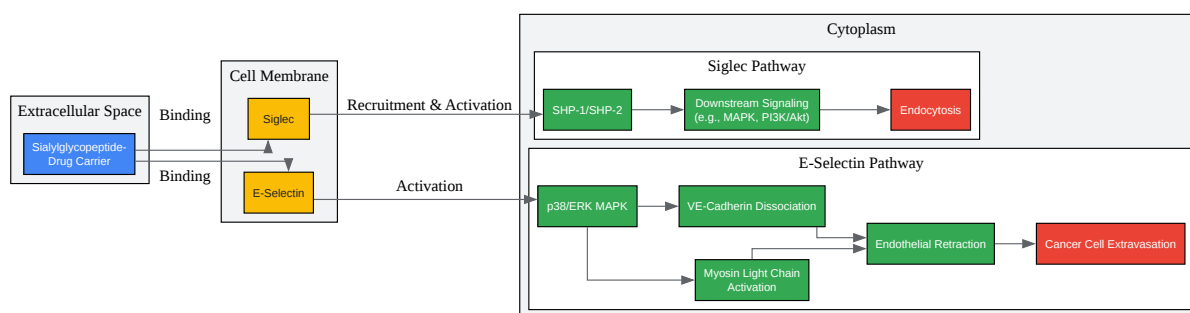 Cytoplasm
Siglec Pathway
Cell Membrane
Extracellular Space
Binding
Siglec
Recruitment & Activation
SHP-1/SHP-2
Downstream Signaling
(e.g., MAPK, PI3K/Akt)
Endocytosis
Sialylglycopeptide-
Drug Carrier
Binding
E-Selectin
Activation
E-Selectin Pathway
p38/ERK MAPK
VE-Cadherin Dissociation
Endothelial Retraction
Cancer Cell Extravasation
Myosin Light Chain
Activation